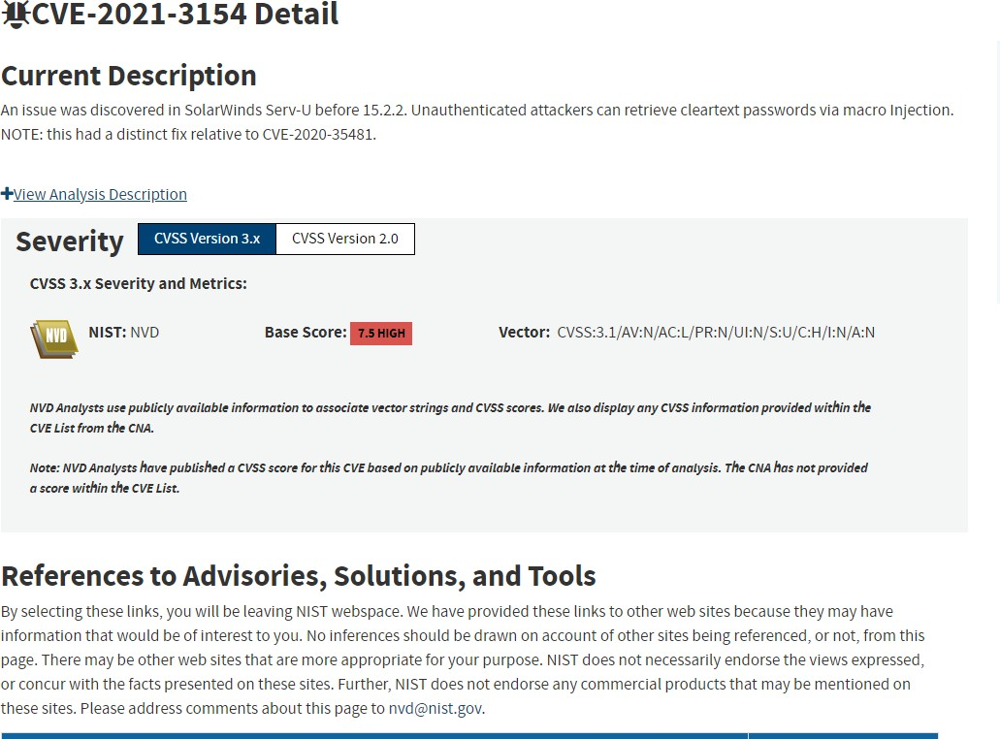 CVE-2021-3154 Detail
Current Description
An issue was discovered in SolarWinds Serv-U before 15.2.2. Unauthenticated attackers can retrieve cleartext passwords via macro Injection.
NOTE: this had a distinct fix relative to CVE-2020-35481.
View Analysis Description
Severity CVSS Version 3.x CVSS Version 2.0
CVSS 3.x Severity and Metrics:
NVD NIST: NVD Base Score: 7.5 HIGH Vector: CVSS:3.1/AV:N/AC:L/PR:N/UI:N/S:U/C:H/I:N/A:N
NVD Analysts use publicly available information to associate vector strings and CVSS scores. We also display any CVSS information provided within the
CVE List from the CNA.
Note: NVD Analysts have published a CVSS score for this CVE based on publicly available information at the time of analysis. The CNA has not provided
a score within the CVE List.
References to Advisories, Solutions, and Tools
By selecting these links, you will be leaving NIST webspace. We have provided these links to other web sites because they may have
information that would be of interest to you. No inferences should be drawn on account of other sites being referenced, or not, from this
page. There may be other web sites that are more appropriate for your purpose. NIST does not necessarily endorse the views expressed,
or concur with the facts presented on these sites. Further, NIST does not endorse any commercial products that may be mentioned on
these sites. Please address comments about this page to nvd@nist.gov.